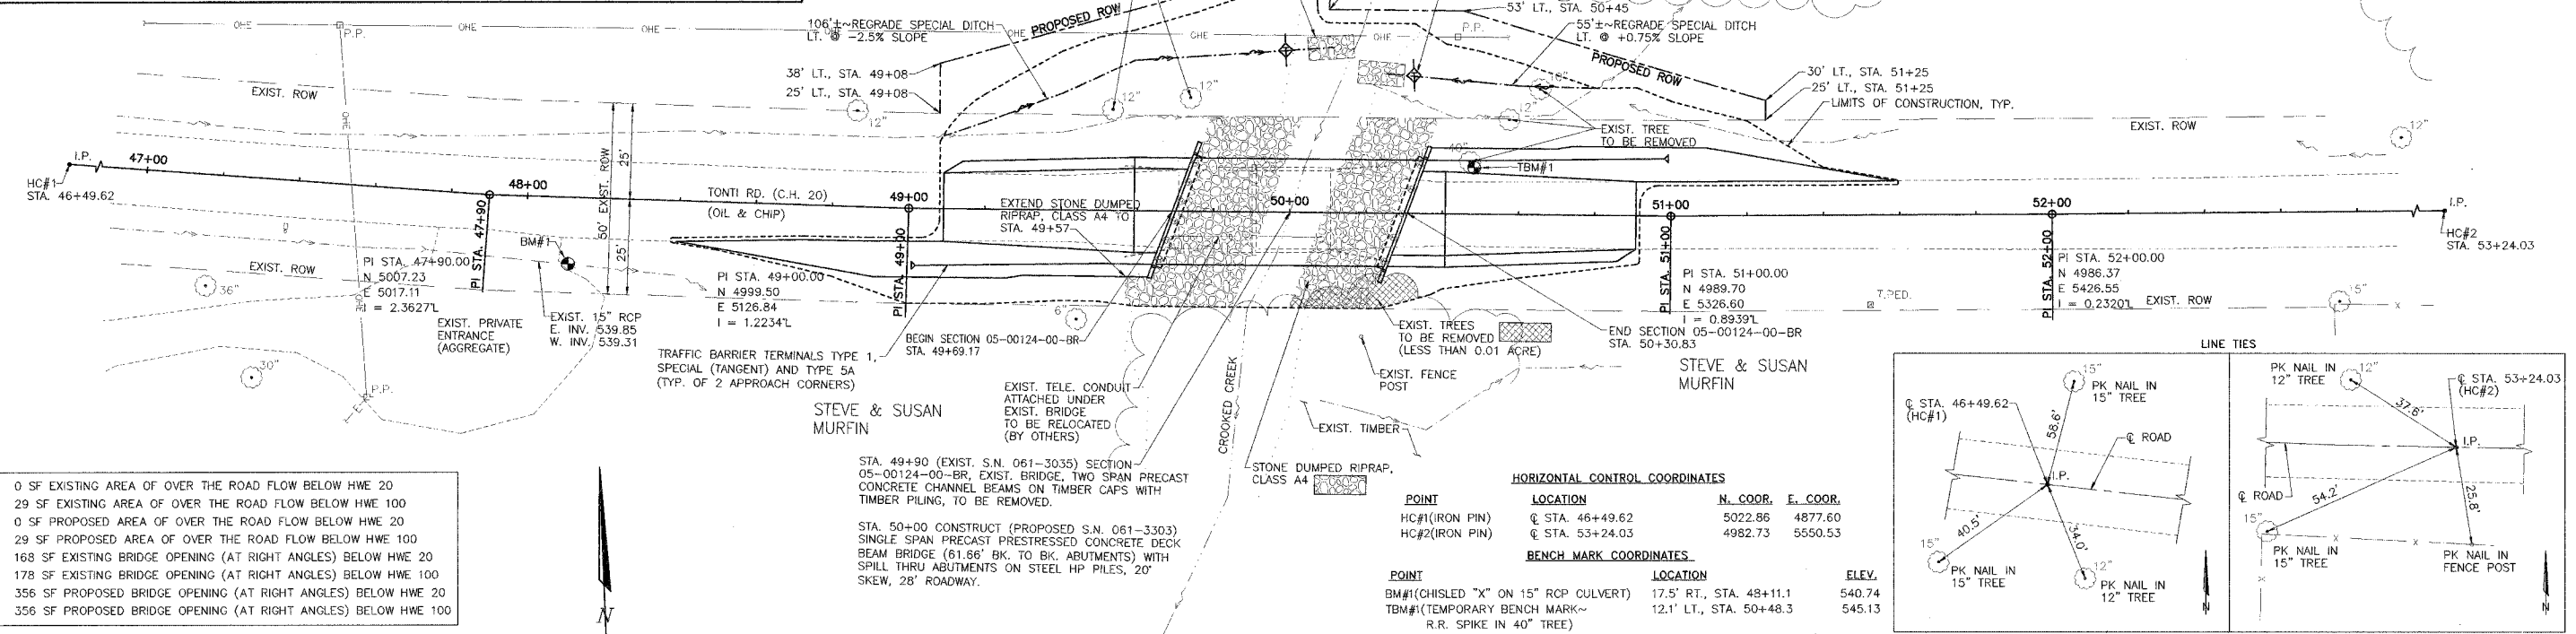 OHE
P.P.
OHE
OHE
106'±~REGRADE SPECIAL DITCH
LT. @ -2.5% SLOPE
OHE
PROPOSED ROW
OHE
OHE
53' LT., STA. 50+45
P.P.
55'±~REGRADE SPECIAL DITCH
LT. @ +0.75% SLOPE
PROPOSED ROW
38' LT., STA. 49+08
25' LT., STA. 49+08
30' LT., STA. 51+25
25' LT., STA. 51+25
LIMITS OF CONSTRUCTION, TYP.
EXIST. ROW
OHE
12"
12"
12"
10"
12"
EXIST. TREE
TO BE REMOVED
EXIST. ROW
12"
I.P.
47+00
HC#1
STA. 46+49.62
48+00
25'
50' EXIST. ROW
25'
TONTI RD. (C.H. 20)
(OIL & CHIP)
49+00
EXTEND STONE DUMPED
RIPRAP, CLASS A4 TO
STA. 49+57
50+00
40"
TBM#1
51+00
52+00
I.P.
HC#2
STA. 53+24.03
BM#1
EXIST. ROW
36"
PI STA. 47+90
PI STA. 47+90.00
N 5007.23
E 5017.11
I = 2.3627°L
EXIST. PRIVATE
ENTRANCE
(AGGREGATE)
EXIST. 15" RCP
E. INV. 539.85
W. INV. 539.31
PI STA. 49+00.00
N 4999.50
E 5126.84
I = 1.2234°L
PI STA. 49+00
6"
BEGIN SECTION 05-00124-00-BR
STA. 49+69.17
TRAFFIC BARRIER TERMINALS TYPE 1,
SPECIAL (TANGENT) AND TYPE 5A
(TYP. OF 2 APPROACH CORNERS)
PI STA. 51+00
PI STA. 51+00.00
N 4989.70
E 5326.60
I = 0.8939°L
END SECTION 05-00124-00-BR
STA. 50+30.83
T.PED.
PI STA. 52+00
PI STA. 52+00.00
N 4986.37
E 5426.55
I = 0.2320°L
EXIST. ROW
15"
EXIST. TREES
TO BE REMOVED
(LESS THAN 0.01 ACRE)
EXIST. FENCE
POST
STEVE & SUSAN
MURFIN
30"
P.P.
STEVE & SUSAN
MURFIN
EXIST. TELE. CONDUIT
ATTACHED UNDER
EXIST. BRIDGE
TO BE RELOCATED
(BY OTHERS)
CROOKED CREEK
EXIST. TIMBER
STONE DUMPED RIPRAP,
CLASS A4
STA. 49+90 (EXIST. S.N. 061-3035) SECTION
05-00124-00-BR, EXIST. BRIDGE, TWO SPAN PRECAST
CONCRETE CHANNEL BEAMS ON TIMBER CAPS WITH
TIMBER PILING, TO BE REMOVED.
STA. 50+00 CONSTRUCT (PROPOSED S.N. 061-3303)
SINGLE SPAN PRECAST PRESTRESSED CONCRETE DECK
BEAM BRIDGE (61.66' BK. TO BK. ABUTMENTS) WITH
SPILL THRU ABUTMENTS ON STEEL HP PILES, 20°
SKEW, 28' ROADWAY.
0 SF EXISTING AREA OF OVER THE ROAD FLOW BELOW HWE 20
29 SF EXISTING AREA OF OVER THE ROAD FLOW BELOW HWE 100
0 SF PROPOSED AREA OF OVER THE ROAD FLOW BELOW HWE 20
29 SF PROPOSED AREA OF OVER THE ROAD FLOW BELOW HWE 100
168 SF EXISTING BRIDGE OPENING (AT RIGHT ANGLES) BELOW HWE 20
178 SF EXISTING BRIDGE OPENING (AT RIGHT ANGLES) BELOW HWE 100
356 SF PROPOSED BRIDGE OPENING (AT RIGHT ANGLES) BELOW HWE 20
356 SF PROPOSED BRIDGE OPENING (AT RIGHT ANGLES) BELOW HWE 100
N
HORIZONTAL CONTROL COORDINATES
POINT LOCATION N. COOR. E. COOR.
HC#1(IRON PIN) ℄ STA. 46+49.62 5022.86 4877.60
HC#2(IRON PIN) ℄ STA. 53+24.03 4982.73 5550.53
BENCH MARK COORDINATES
POINT LOCATION ELEV.
BM#1(CHISLED "X" ON 15" RCP CULVERT) 17.5' RT., STA. 48+11.1 540.74
TBM#1(TEMPORARY BENCH MARK~ 12.1' LT., STA. 50+48.3 545.13
R.R. SPIKE IN 40" TREE)
LINE TIES
℄ STA. 46+49.62
(HC#1)
15"
PK NAIL IN
15" TREE
58.6'
℄ ROAD
I.P.
40.5'
34.0'
15"
PK NAIL IN
15" TREE
12"
PK NAIL IN
12" TREE
N
PK NAIL IN
12" TREE
12"
℄ STA. 53+24.03
(HC#2)
37.6'
I.P.
℄ ROAD
54.2'
25.8'
15"
PK NAIL IN
15" TREE
PK NAIL IN
FENCE POST
N